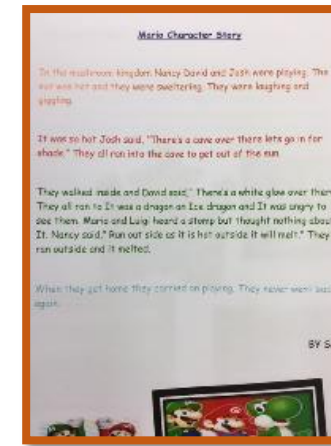 Mario Character Story
In the mushroom kingdom Nancy David and Josh were playing. The
sun was hot and they were sweltering. They were laughing and
giggling.
It was so hot Josh said, "There's a cave over there lets go in for
shade." They all ran into the cave to get out of the sun
They walked inside and David said," There's a white glow over ther
They all ran to It was a dragon an Ice dragon and It was angry to
see them. Mario and Luigi heard a stomp but thought nothing abou
It. Nancy said," Run out side as it is hot outside it will melt." They
ran outside and it melted.
When they got home they carried on playing. They never went bac
again.
BY S